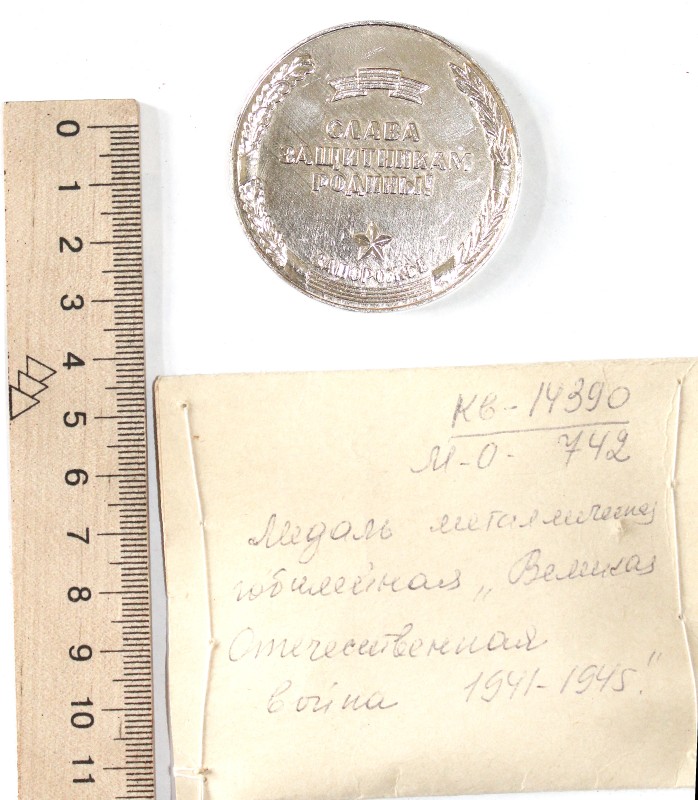 СЛАВА
ЗАЩИТНИКАМ
РОДИНЫ!
ЗАПОРОЖЬЕ
0
1
2
3
4
5
6
7
8
9
10
11
КВ-14390
М-О- 742
Медаль металлическая
юбилейная „Великая
Отечественная
война 1941-1945."